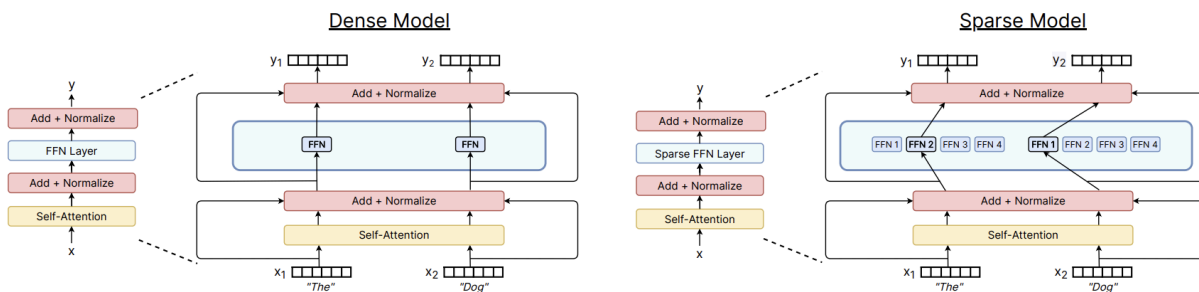 Dense Model
y
Add + Normalize
FFN Layer
Add + Normalize
Self-Attention
x
y1 y2
Add + Normalize
FFN FFN
Add + Normalize
Self-Attention
x1 x2
"The" "Dog"
Sparse Model
y
Add + Normalize
Sparse FFN Layer
Add + Normalize
Self-Attention
x
y1 y2
Add + Normalize
FFN 1 FFN 2 FFN 3 FFN 4 FFN 1 FFN 2 FFN 3 FFN 4
Add + Normalize
Self-Attention
x1 x2
"The" "Dog"